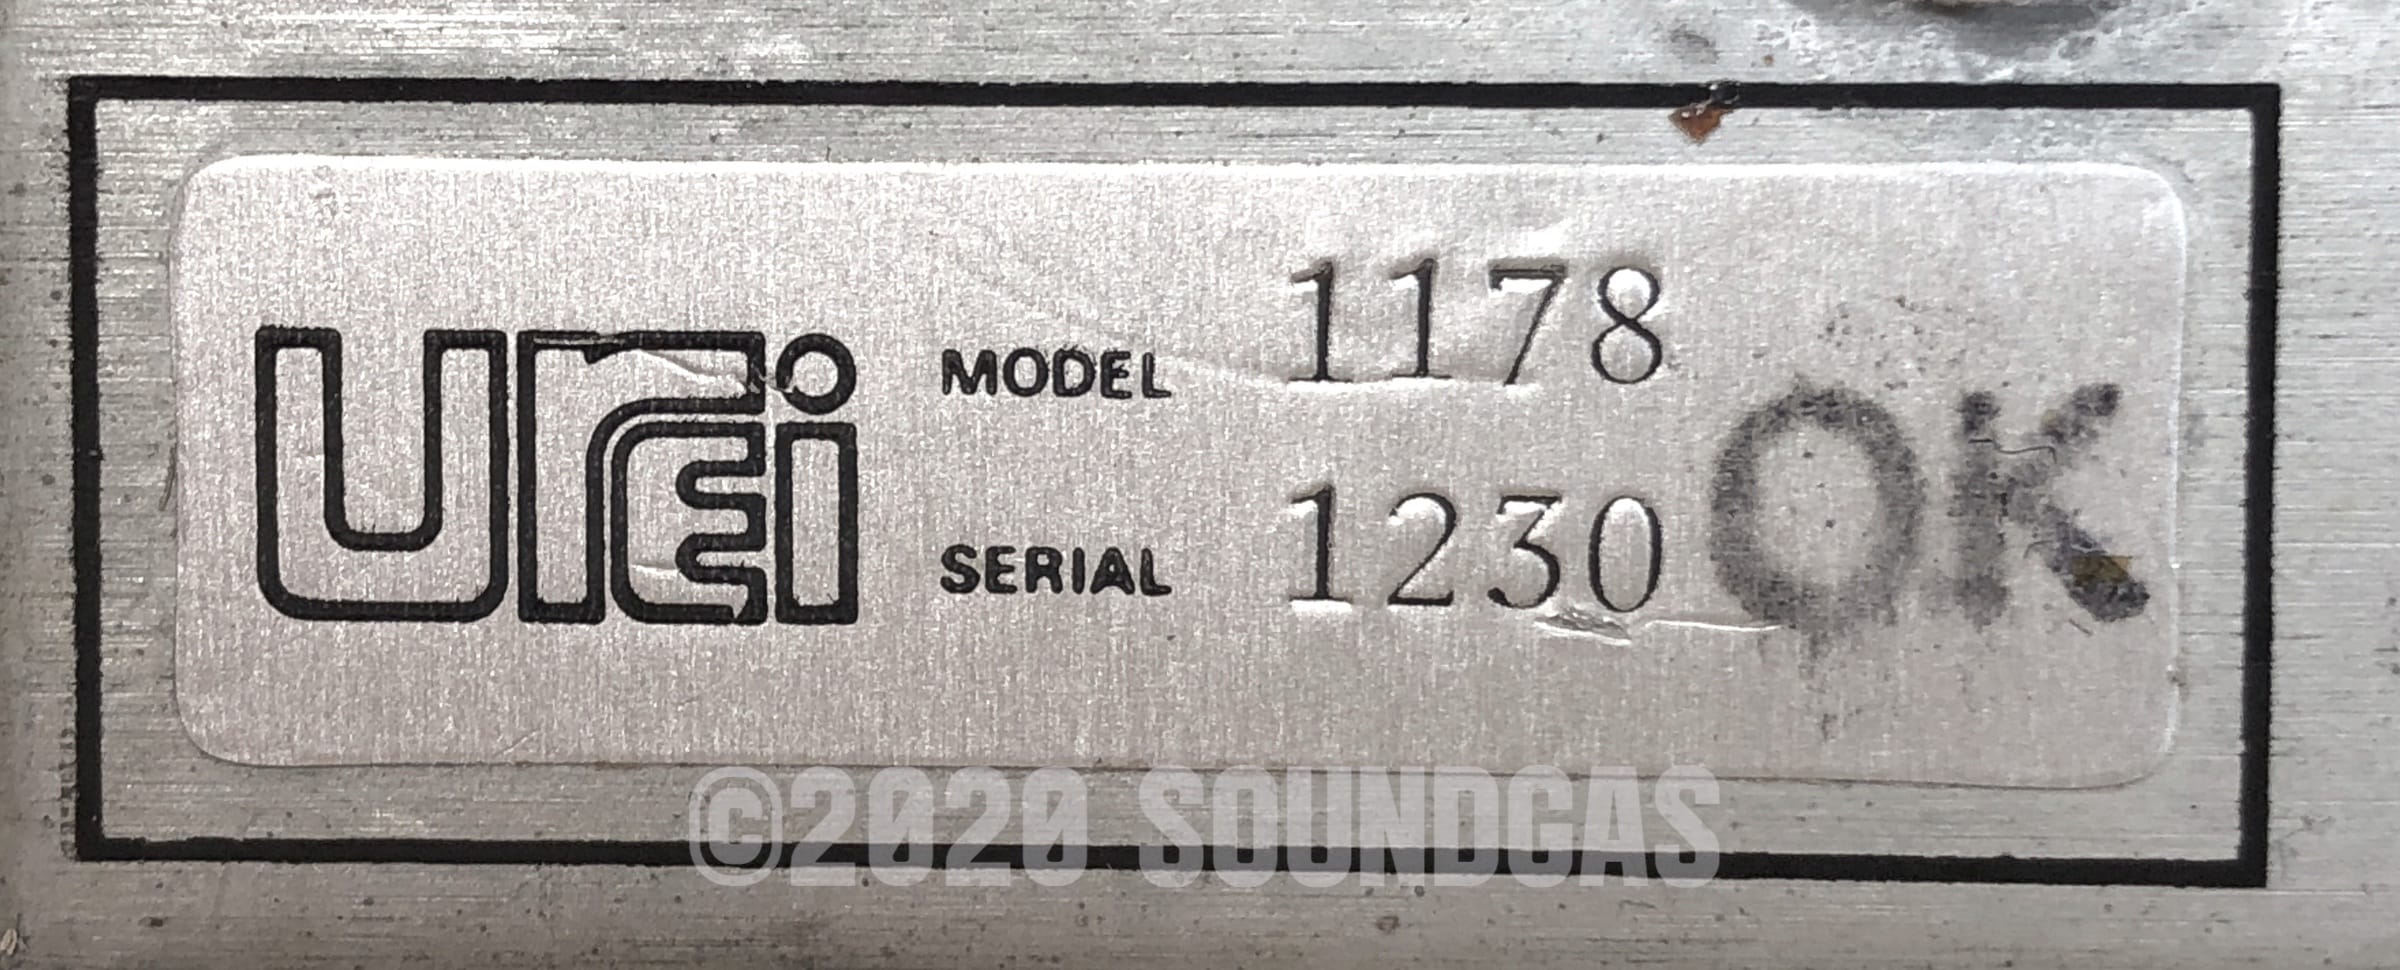 urei
MODEL 1178
SERIAL 1230
OK
©2020 SOUNDGAS